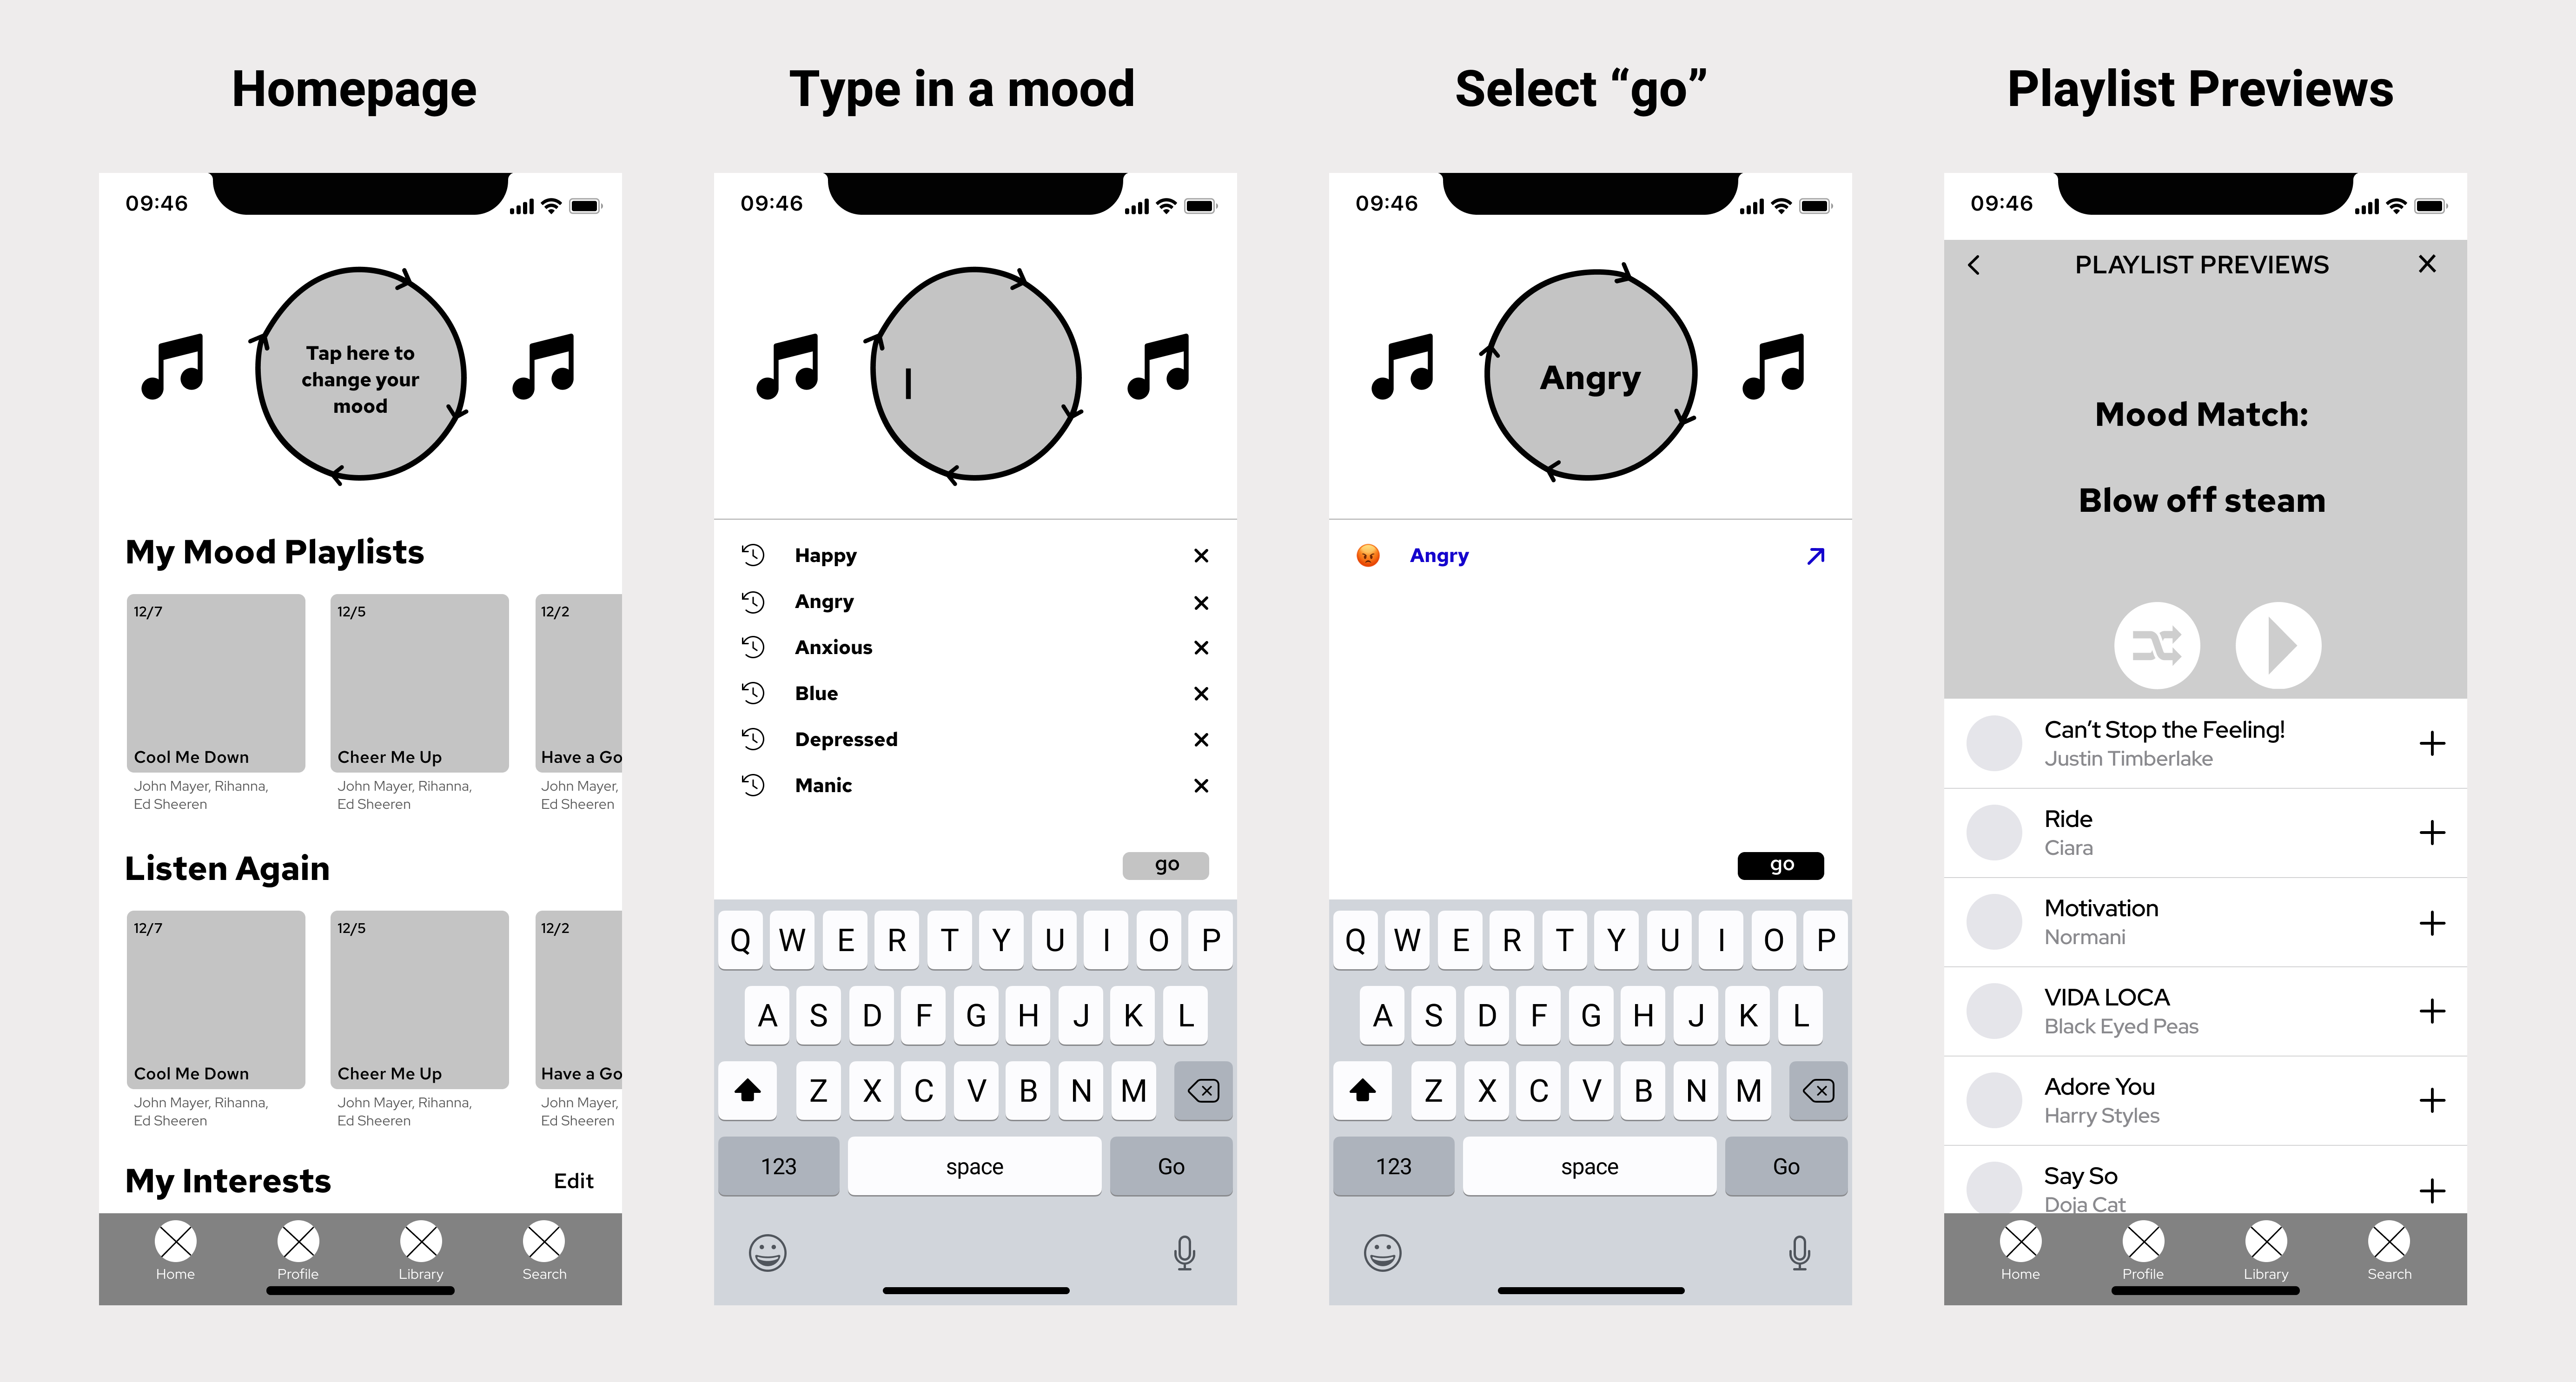 Homepage
09:46
Tap here to
change your
mood
My Mood Playlists
12/7
12/5
12/2
Cool Me Down
Cheer Me Up
Have a Go
John Mayer, Rihanna,
Ed Sheeren
John Mayer, Rihanna,
Ed Sheeren
John Mayer,
Ed Sheeren
Listen Again
12/7
12/5
12/2
Cool Me Down
Cheer Me Up
Have a Go
John Mayer, Rihanna,
Ed Sheeren
John Mayer, Rihanna,
Ed Sheeren
John Mayer,
Ed Sheeren
My Interests
Edit
Home
Profile
Library
Search
Type in a mood
09:46
Happy
Angry
Anxious
Blue
Depressed
Manic
go
Q W E R T Y U I O P
A S D F G H J K L
Z X C V B N M
123 space Go
Select “go”
09:46
Angry
Angry
go
Q W E R T Y U I O P
A S D F G H J K L
Z X C V B N M
123 space Go
Playlist Previews
09:46
PLAYLIST PREVIEWS
Mood Match:
Blow off steam
Can’t Stop the Feeling!
Justin Timberlake
Ride
Ciara
Motivation
Normani
VIDA LOCA
Black Eyed Peas
Adore You
Harry Styles
Say So
Doja Cat
Home
Profile
Library
Search